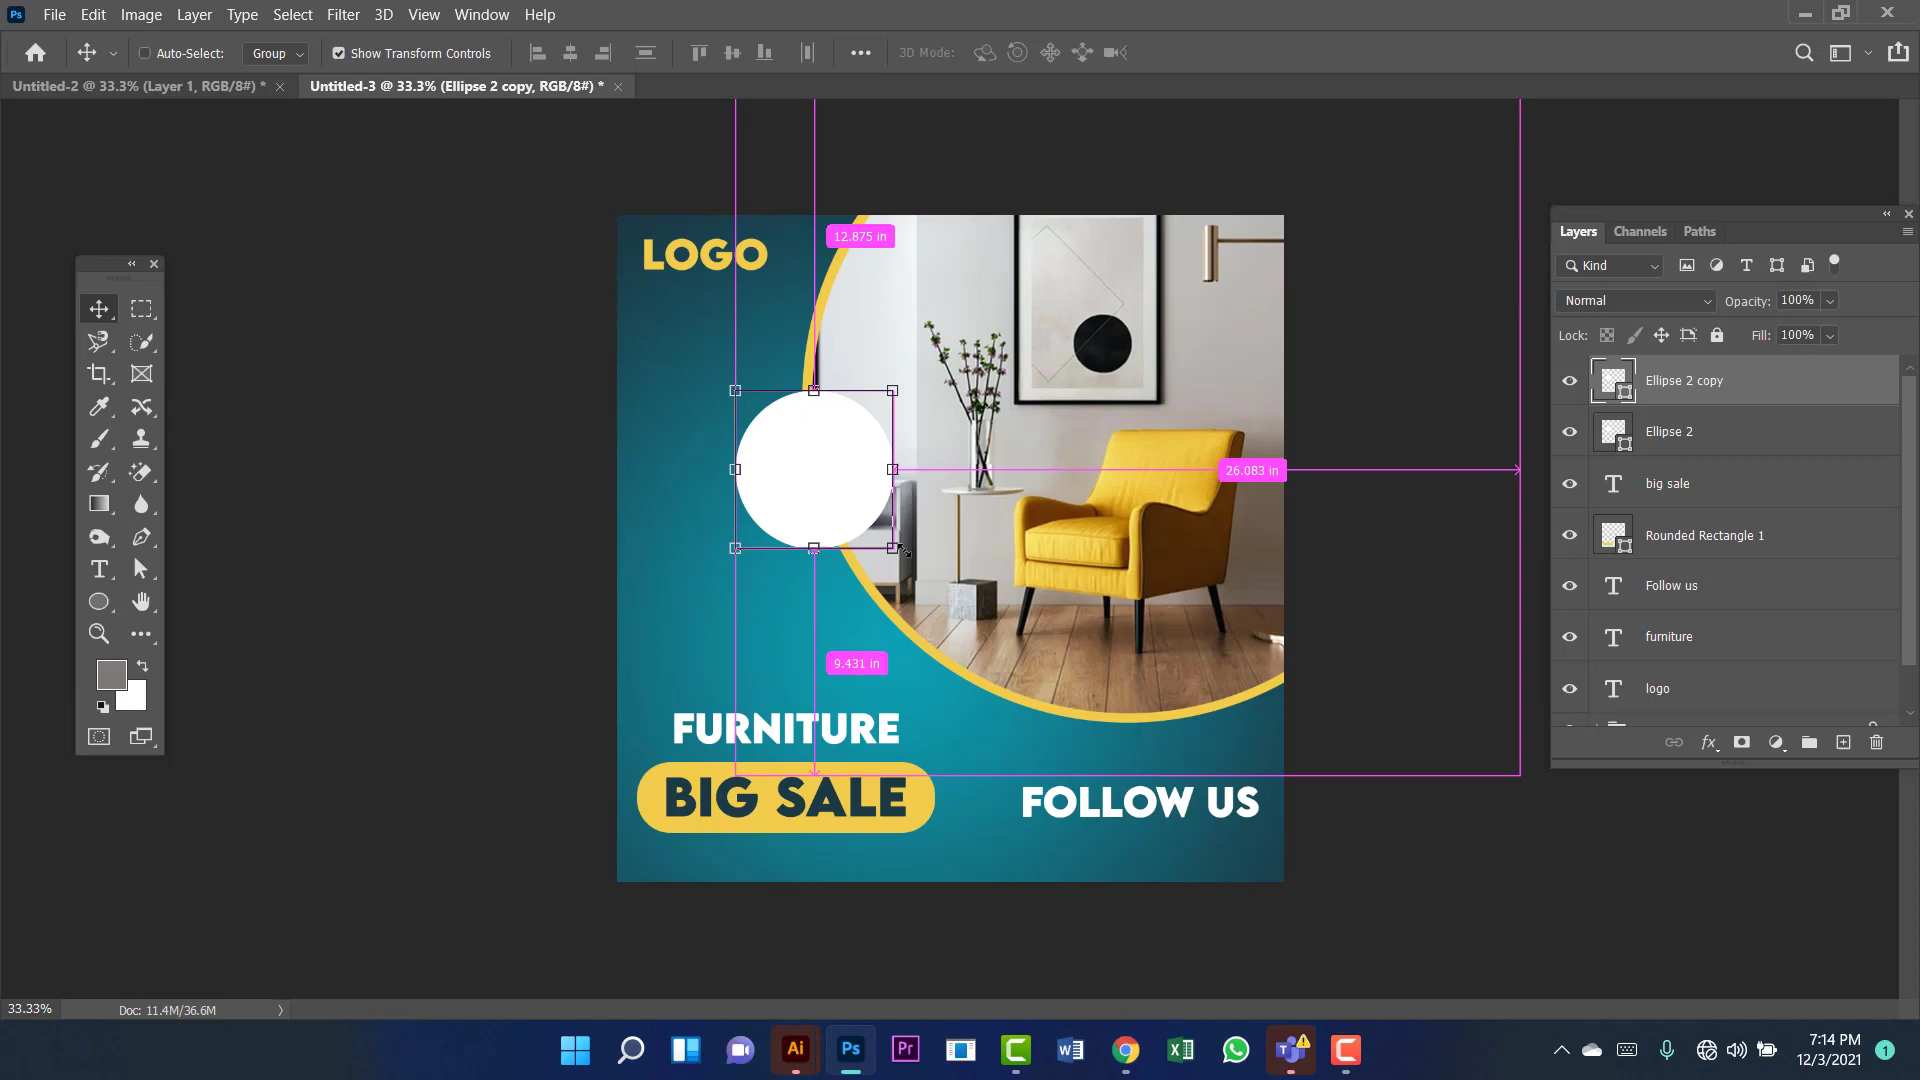 File Edit Image Layer Type Select Filter 3D View Window Help
Auto-Select: Group Show Transform Controls 3D Mode:
Untitled-2 @ 33.3% (Layer 1, RGB/8#) * Untitled-3 @ 33.3% (Ellipse 2 copy, RGB/8#) *
LOGO
12.875 in
26.083 in
9.431 in
FURNITURE
BIG SALE
FOLLOW US
Layers Channels Paths
Kind
Normal Opacity: 100%
Lock: Fill: 100%
Ellipse 2 copy
Ellipse 2
big sale
Rounded Rectangle 1
Follow us
furniture
logo
33.33% Doc: 11.4M/36.6M
7:14 PM
12/3/2021
1